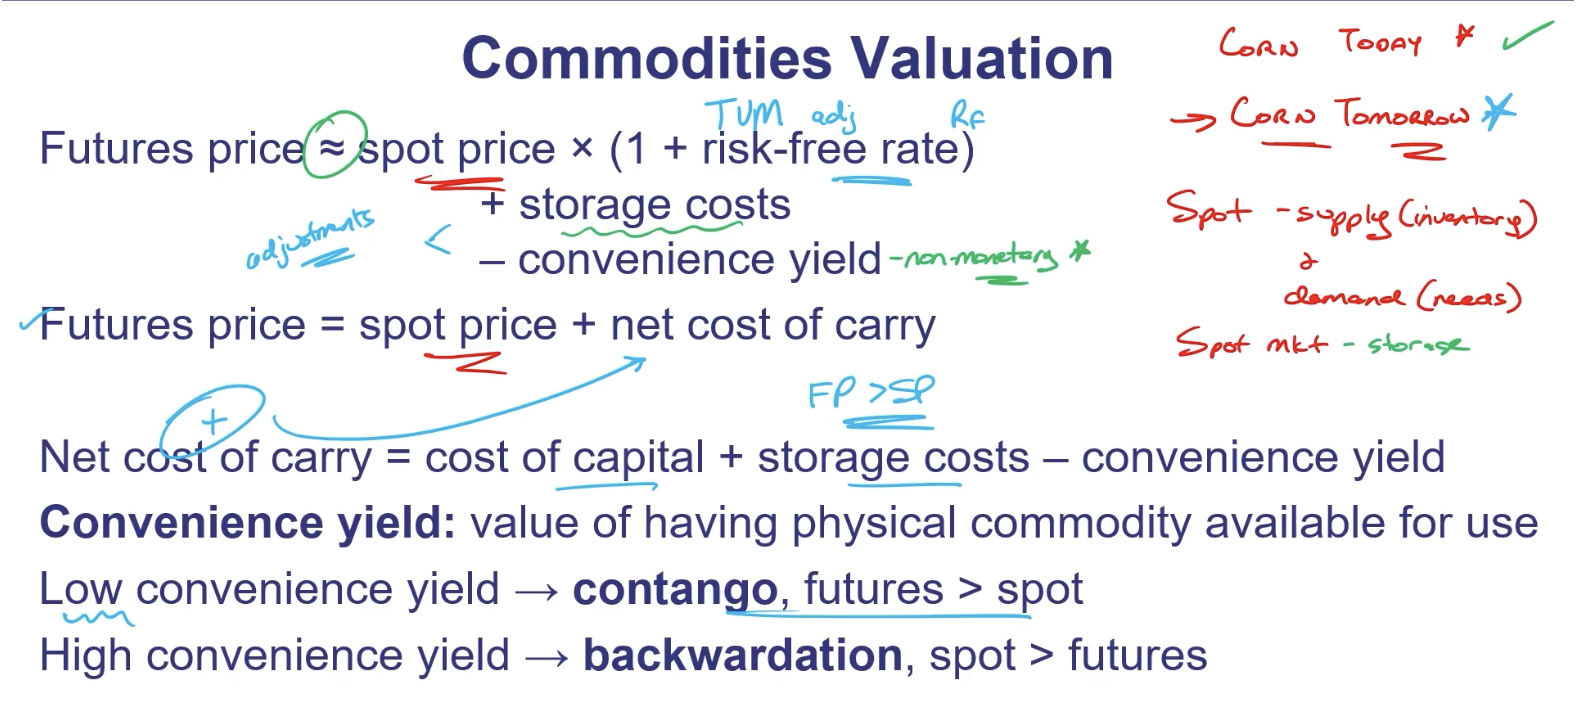 Commodities Valuation
CORN TODAY *
TVM adj RF
→ CORN TOMORROW *
Futures price ≈ spot price × (1 + risk-free rate)
+ storage costs
adjustments <
– convenience yield - non-monetary *
Spot - supply (inventory)
&
demand (needs)
Futures price = spot price + net cost of carry
Spot mkt - storage
FP > SP
+
Net cost of carry = cost of capital + storage costs – convenience yield
Convenience yield: value of having physical commodity available for use
Low convenience yield → contango, futures > spot
High convenience yield → backwardation, spot > futures